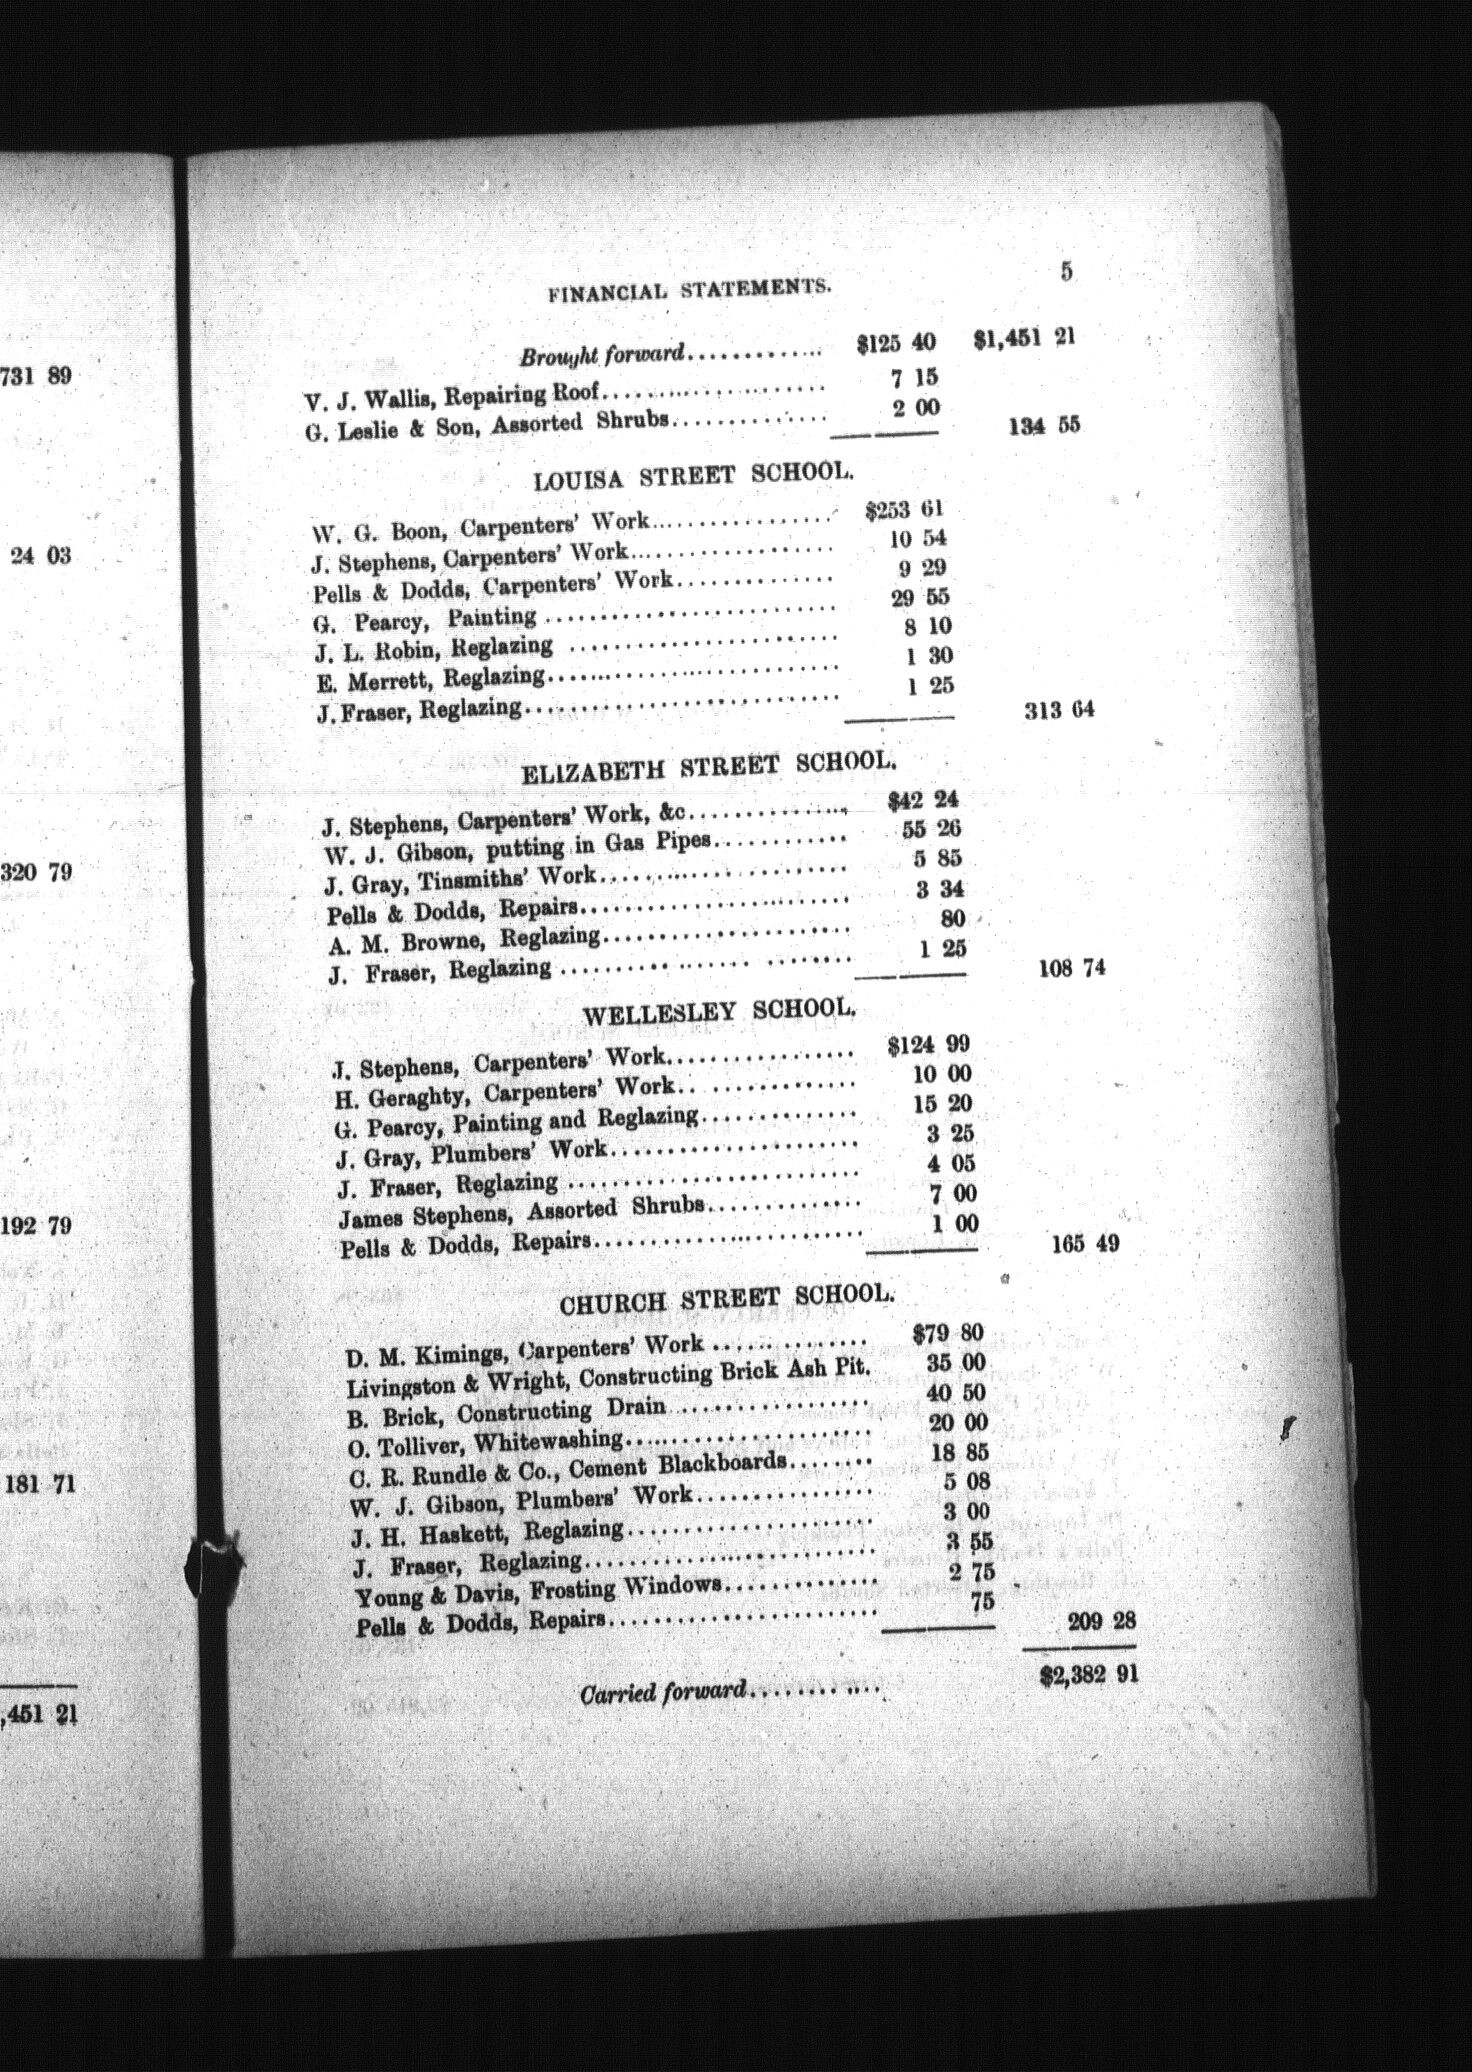 731 89
24 03
320 79
192 79
181 71
,451 21
FINANCIAL STATEMENTS. 5
Brought forward............. $125 40 $1,451 21
V. J. Wallis, Repairing Roof.................... 7 15
G. Leslie & Son, Assorted Shrubs.............. 2 00
134 55
LOUISA STREET SCHOOL.
W. G. Boon, Carpenters' Work................. $253 61
J. Stephens, Carpenters' Work................... 10 54
Pells & Dodds, Carpenters' Work.............. 9 29
G. Pearcy, Painting .......................... 29 55
J. L. Robin, Reglazing ........................ 8 10
E. Merrett, Reglazing.......................... 1 30
J. Fraser, Reglazing............................ 1 25
313 64
ELIZABETH STREET SCHOOL.
J. Stephens, Carpenters' Work, &c.............. $42 24
W. J. Gibson, putting in Gas Pipes............ 55 26
J. Gray, Tinsmiths' Work...................... 5 85
Pells & Dodds, Repairs........................ 3 34
A. M. Browne, Reglazing...................... 80
J. Fraser, Reglazing .......................... 1 25
108 74
WELLESLEY SCHOOL.
J. Stephens, Carpenters' Work................. $124 99
H. Geraghty, Carpenters' Work............... 10 00
G. Pearcy, Painting and Reglazing.............. 15 20
J. Gray, Plumbers' Work....................... 3 25
J. Fraser, Reglazing .......................... 4 05
James Stephens, Assorted Shrubs.............. 7 00
Pells & Dodds, Repairs........................ 1 00
165 49
CHURCH STREET SCHOOL.
D. M. Kimings, Carpenters' Work .............. $79 80
Livingston & Wright, Constructing Brick Ash Pit. 35 00
B. Brick, Constructing Drain .................. 40 50
O. Tolliver, Whitewashing...................... 20 00
C. R. Rundle & Co., Cement Blackboards........ 18 85
W. J. Gibson, Plumbers' Work................ 5 08
J. H. Haskett, Reglazing...................... 3 00
J. Fraser, Reglazing........................... 3 55
Young & Davis, Frosting Windows.............. 2 75
Pells & Dodds, Repairs........................ 75
209 28
Carried forward............ $2,382 91